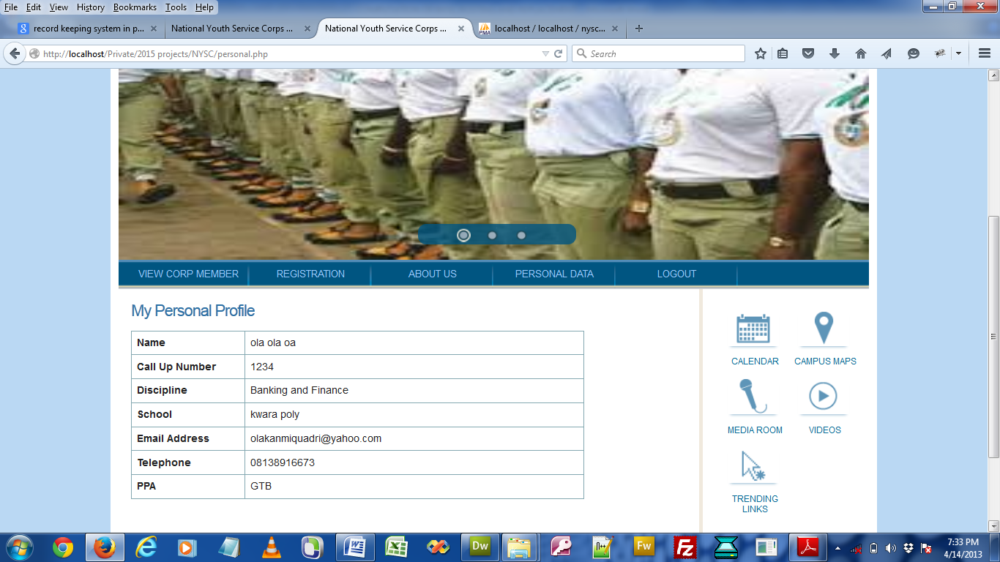 File Edit View History Bookmarks Tools Help
record keeping system in p... × National Youth Service Corps ... × National Youth Service Corps ... × localhost / localhost / nysc... × +
http://localhost/Private/2015 projects/NYSC/personal.php Search
VIEW CORP MEMBER REGISTRATION ABOUT US PERSONAL DATA LOGOUT
My Personal Profile
Name ola ola oa
Call Up Number 1234
Discipline Banking and Finance
School kwara poly
Email Address olakanmiquadri@yahoo.com
Telephone 08138916673
PPA GTB
CALENDAR CAMPUS MAPS
MEDIA ROOM VIDEOS
TRENDING
LINKS
7:33 PM
4/14/2013